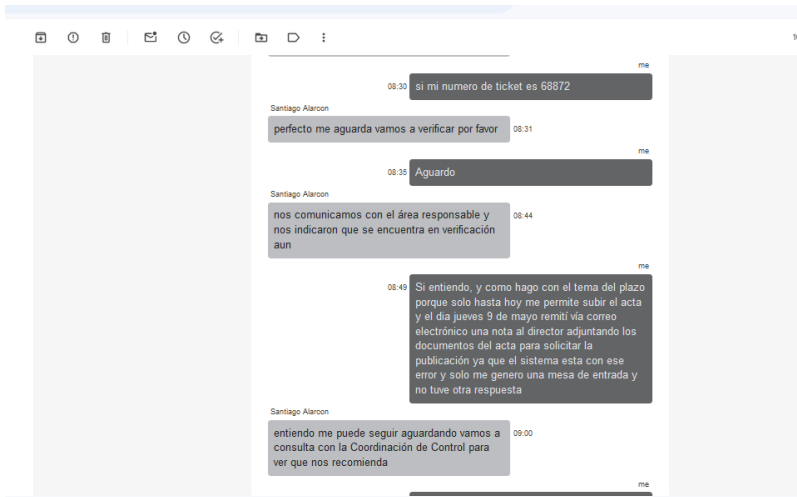 me
08:30 si mi numero de ticket es 68872
Santiago Alarcon
perfecto me aguarda vamos a verificar por favor 08:31
me
08:35 Aguardo
Santiago Alarcon
nos comunicamos con el área responsable y 08:44
nos indicaron que se encuentra en verificación
aun
me
08:49 Si entiendo, y como hago con el tema del plazo
porque solo hasta hoy me permite subir el acta
y el dia jueves 9 de mayo remití vía correo
electrónico una nota al director adjuntando los
documentos del acta para solicitar la
publicación ya que el sistema esta con ese
error y solo me genero una mesa de entrada y
no tuve otra respuesta
Santiago Alarcon
entiendo me puede seguir aguardando vamos a 09:00
consulta con la Coordinación de Control para
ver que nos recomienda
me